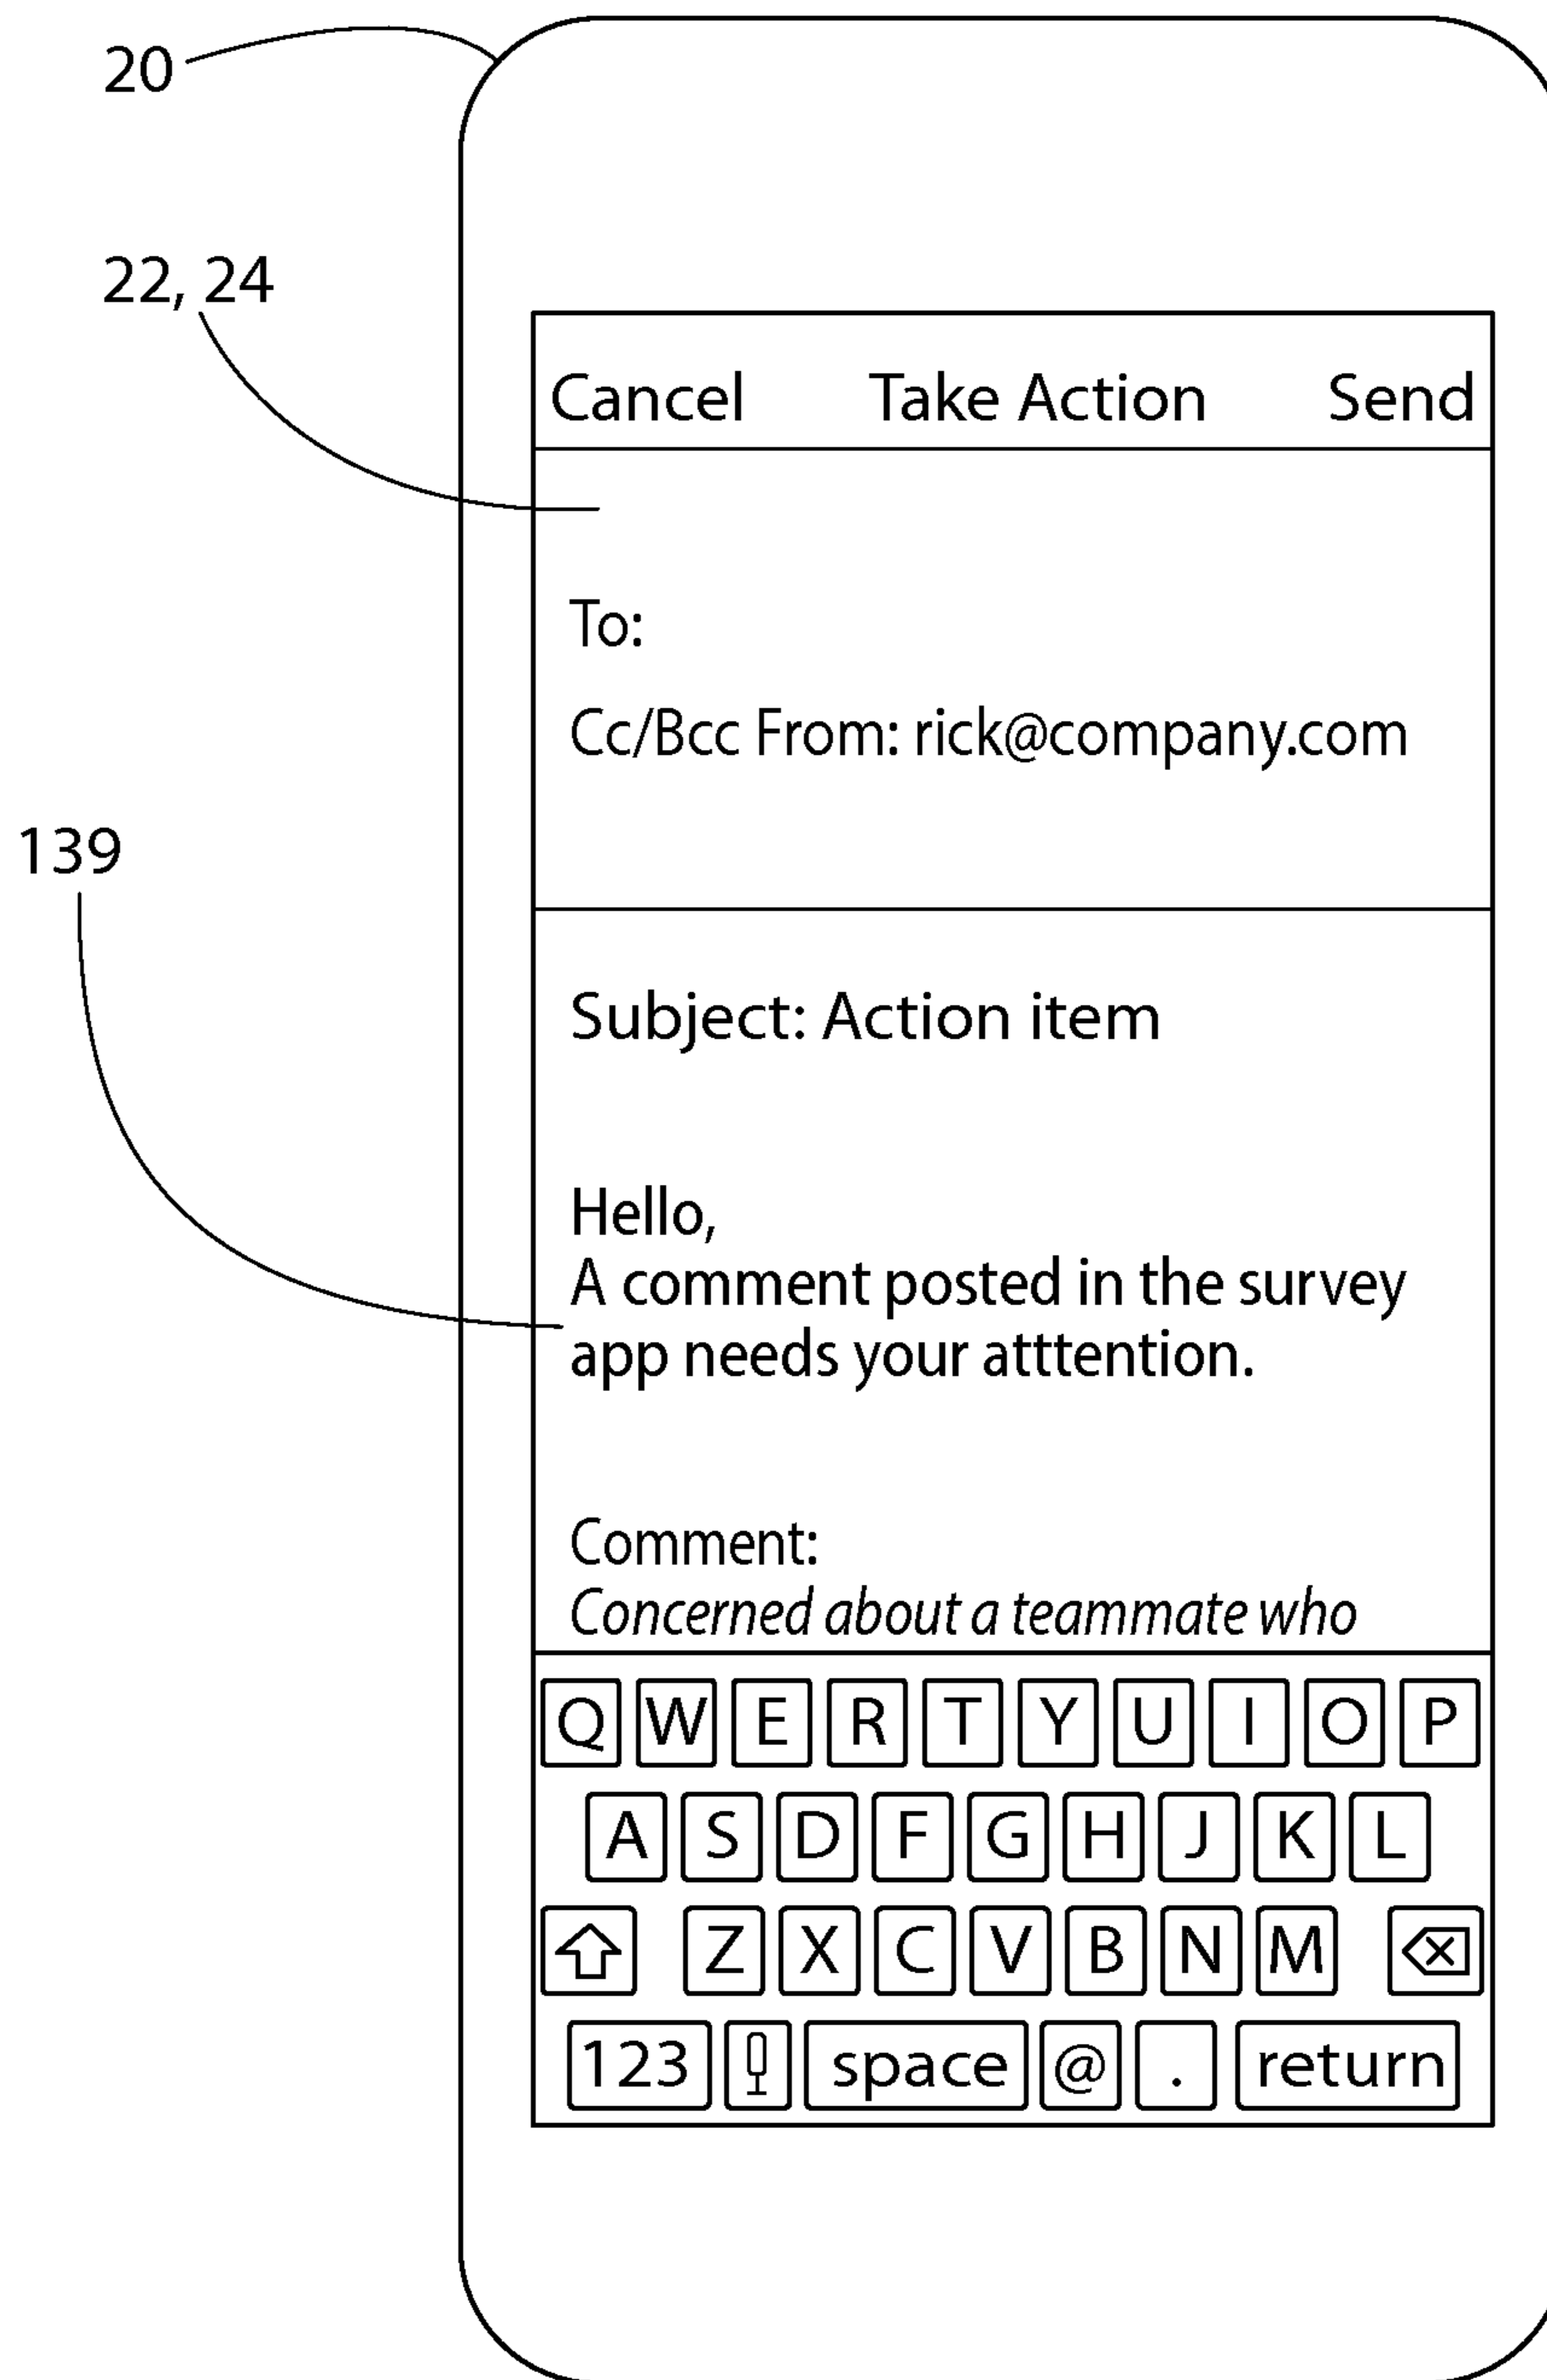 20
22, 24
Cancel Take Action Send
To:
Cc/Bcc From: rick@company.com
139
Subject: Action item
Hello,
A comment posted in the survey
app needs your atttention.
Comment:
Concerned about a teammate who
Q W E R T Y U I O P
A S D F G H J K L
Z X C V B N M
123 space @ . return